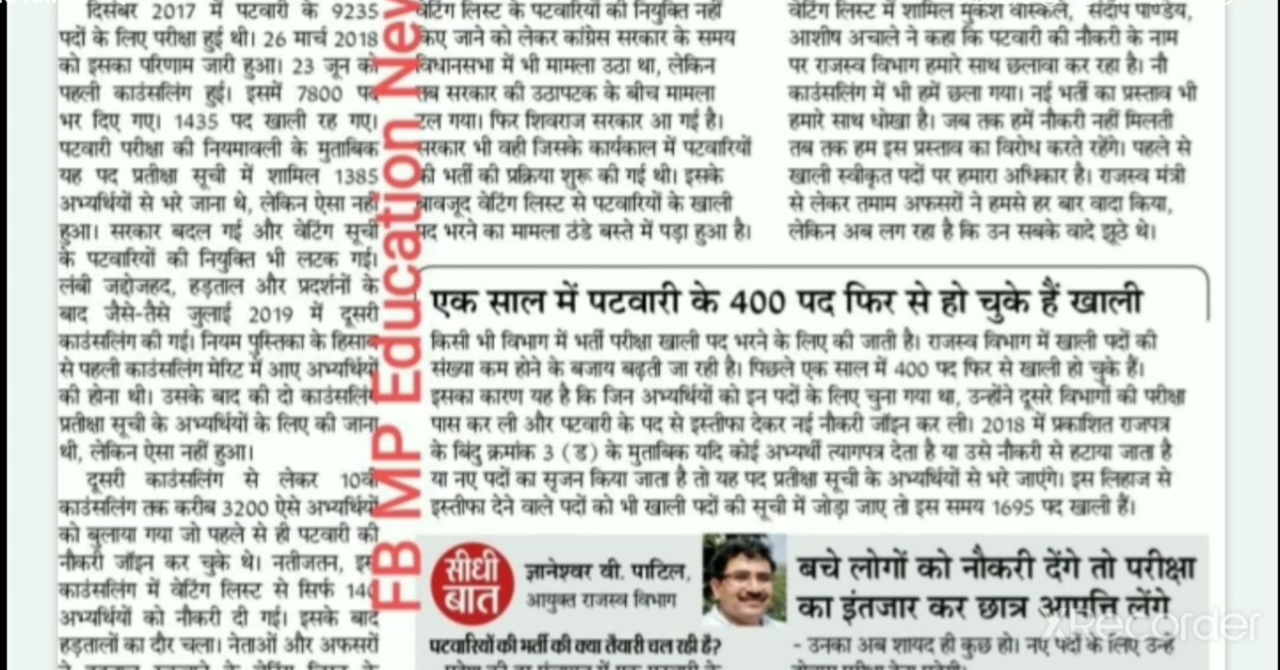 दिसंबर 2017 में पटवारी के 9235
पदों के लिए परीक्षा हुई थी। 26 मार्च 2018
को इसका परिणाम जारी हुआ। 23 जून को
पहली काउंसलिंग हुई। इसमें 7800 पद
भर दिए गए। 1435 पद खाली रह गए।
पटवारी परीक्षा की नियमावली के मुताबिक
यह पद प्रतीक्षा सूची में शामिल 1385
अभ्यर्थियों से भरे जाना थे, लेकिन ऐसा नहीं
हुआ। सरकार बदल गई और वेटिंग सूची
के पटवारियों की नियुक्ति भी लटक गई।
लंबी जद्दोजहद, हड़ताल और प्रदर्शनों के
बाद जैसे-तैसे जुलाई 2019 में दूसरी
काउंसलिंग की गई। नियम पुस्तिका के हिसाब
से पहली काउंसलिंग मेरिट में आए अभ्यर्थियों
की होना थी। उसके बाद की दो काउंसलिंग
प्रतीक्षा सूची के अभ्यर्थियों के लिए की जाना
थी, लेकिन ऐसा नहीं हुआ।
दूसरी काउंसलिंग से लेकर 10वीं
काउंसलिंग तक करीब 3200 ऐसे अभ्यर्थियों
को बुलाया गया जो पहले से ही पटवारी की
नौकरी जॉइन कर चुके थे। नतीजतन, इस
काउंसलिंग में वेटिंग लिस्ट से सिर्फ 140
अभ्यर्थियों को नौकरी दी गई। इसके बाद
हड़तालों का दौर चला। नेताओं और अफसरों
FB MP Education New
वेटिंग लिस्ट के पटवारियों की नियुक्ति नहीं
किए जाने को लेकर कांग्रेस सरकार के समय
विधानसभा में भी मामला उठा था, लेकिन
तब सरकार की उठापटक के बीच मामला
टल गया। फिर शिवराज सरकार आ गई है।
सरकार भी वही जिसके कार्यकाल में पटवारियों
की भर्ती की प्रक्रिया शुरू की गई थी। इसके
बावजूद वेटिंग लिस्ट से पटवारियों के खाली
पद भरने का मामला ठंडे बस्ते में पड़ा हुआ है।
वेटिंग लिस्ट में शामिल मुकेश वास्कले, संदीप पाण्डेय,
आशीष अचाले ने कहा कि पटवारी की नौकरी के नाम
पर राजस्व विभाग हमारे साथ छलावा कर रहा है। नौ
काउंसलिंग में भी हमें छला गया। नई भर्ती का प्रस्ताव भी
हमारे साथ धोखा है। जब तक हमें नौकरी नहीं मिलती
तब तक हम इस प्रस्ताव का विरोध करते रहेंगे। पहले से
खाली स्वीकृत पदों पर हमारा अधिकार है। राजस्व मंत्री
से लेकर तमाम अफसरों ने हमसे हर बार वादा किया,
लेकिन अब लग रहा है कि उन सबके वादे झूठे थे।
एक साल में पटवारी के 400 पद फिर से हो चुके हैं खाली
किसी भी विभाग में भर्ती परीक्षा खाली पद भरने के लिए की जाती है। राजस्व विभाग में खाली पदों की
संख्या कम होने के बजाय बढ़ती जा रही है। पिछले एक साल में 400 पद फिर से खाली हो चुके हैं।
इसका कारण यह है कि जिन अभ्यर्थियों को इन पदों के लिए चुना गया था, उन्होंने दूसरे विभागों की परीक्षा
पास कर ली और पटवारी के पद से इस्तीफा देकर नई नौकरी जॉइन कर ली। 2018 में प्रकाशित राजपत्र
के बिंदु क्रमांक 3 (ड) के मुताबिक यदि कोई अभ्यर्थी त्यागपत्र देता है या उसे नौकरी से हटाया जाता है
या नए पदों का सृजन किया जाता है तो यह पद प्रतीक्षा सूची के अभ्यर्थियों से भरे जाएंगे। इस लिहाज से
इस्तीफा देने वाले पदों को भी खाली पदों की सूची में जोड़ा जाए तो इस समय 1695 पद खाली हैं।
सीधी
बात
ज्ञानेश्वर बी. पाटिल,
आयुक्त राजस्व विभाग
बचे लोगों को नौकरी देंगे तो परीक्षा
का इंतजार कर छात्र आपत्ति लेंगे
पटवारियों की भर्ती की क्या तैयारी चल रही है?
- उनका अब शायद ही कुछ हो। नए पदों के लिए उन्हें
XRecorder